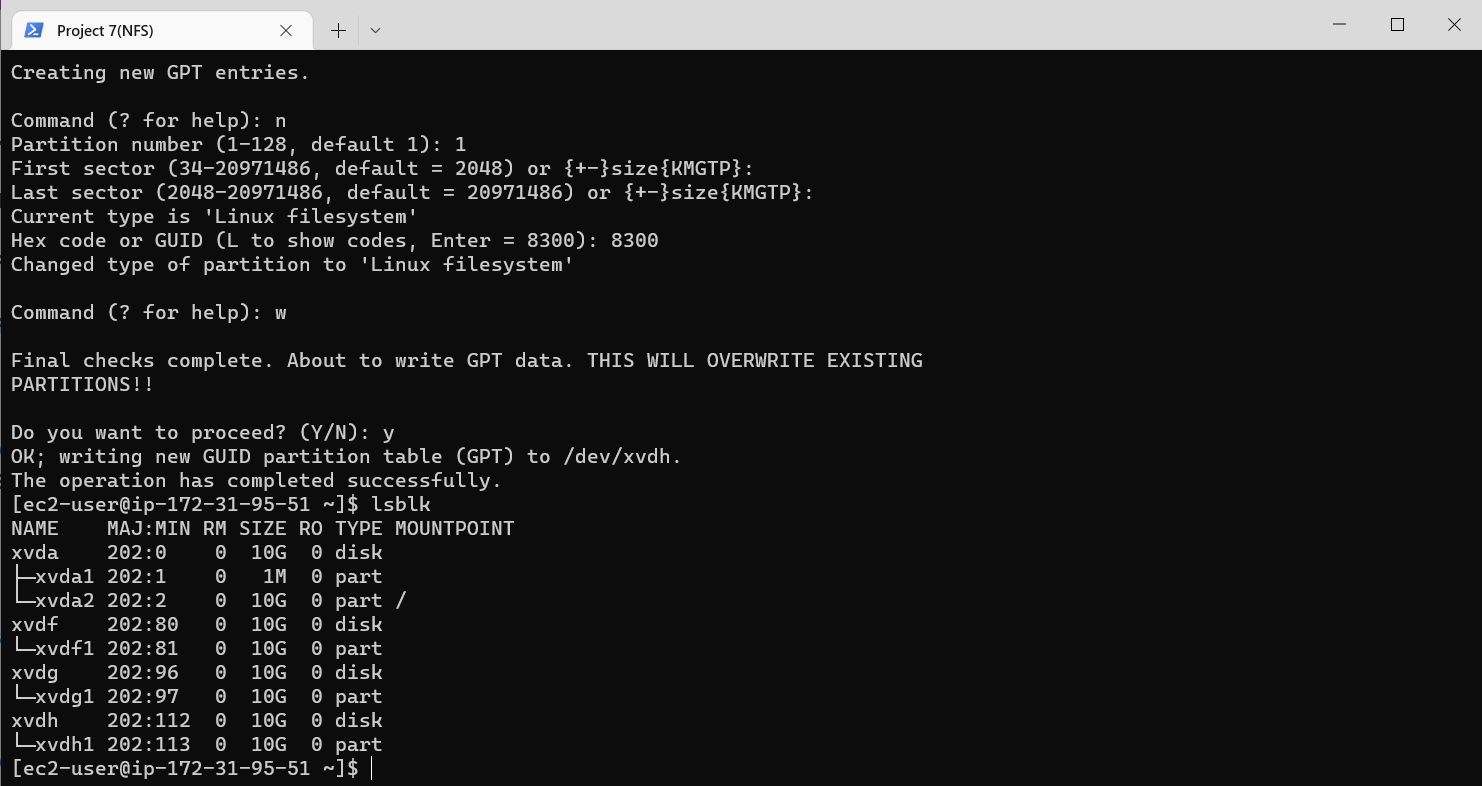 Project 7(NFS)
Creating new GPT entries.
Command (? for help): n
Partition number (1-128, default 1): 1
First sector (34-20971486, default = 2048) or {+-}size{KMGTP}:
Last sector (2048-20971486, default = 20971486) or {+-}size{KMGTP}:
Current type is 'Linux filesystem'
Hex code or GUID (L to show codes, Enter = 8300): 8300
Changed type of partition to 'Linux filesystem'
Command (? for help): w
Final checks complete. About to write GPT data. THIS WILL OVERWRITE EXISTING
PARTITIONS!!
Do you want to proceed? (Y/N): y
OK; writing new GUID partition table (GPT) to /dev/xvdh.
The operation has completed successfully.
[ec2-user@ip-172-31-95-51 ~]$ lsblk
NAME    MAJ:MIN RM SIZE RO TYPE MOUNTPOINT
xvda    202:0    0  10G  0 disk
├─xvda1 202:1    0   1M  0 part
└─xvda2 202:2    0  10G  0 part /
xvdf    202:80   0  10G  0 disk
└─xvdf1 202:81   0  10G  0 part
xvdg    202:96   0  10G  0 disk
└─xvdg1 202:97   0  10G  0 part
xvdh    202:112  0  10G  0 disk
└─xvdh1 202:113  0  10G  0 part
[ec2-user@ip-172-31-95-51 ~]$